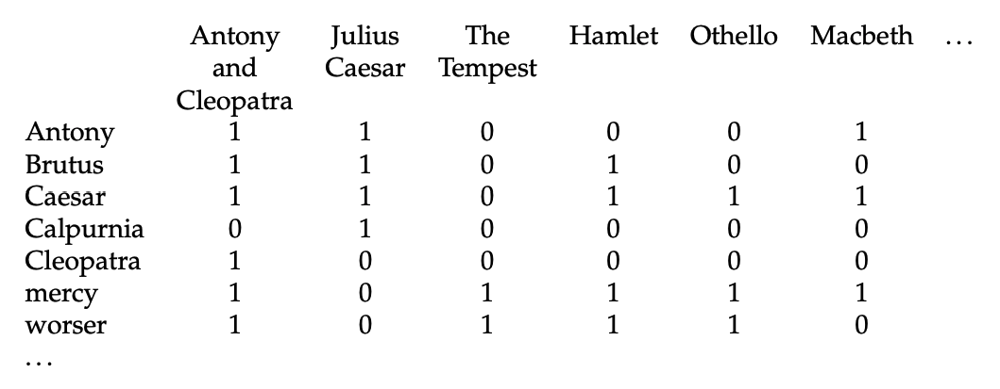 Antony Julius The Hamlet Othello Macbeth ...
and Caesar Tempest
Cleopatra
Antony 1 1 0 0 0 1
Brutus 1 1 0 1 0 0
Caesar 1 1 0 1 1 1
Calpurnia 0 1 0 0 0 0
Cleopatra 1 0 0 0 0 0
mercy 1 0 1 1 1 1
worser 1 0 1 1 1 0
...